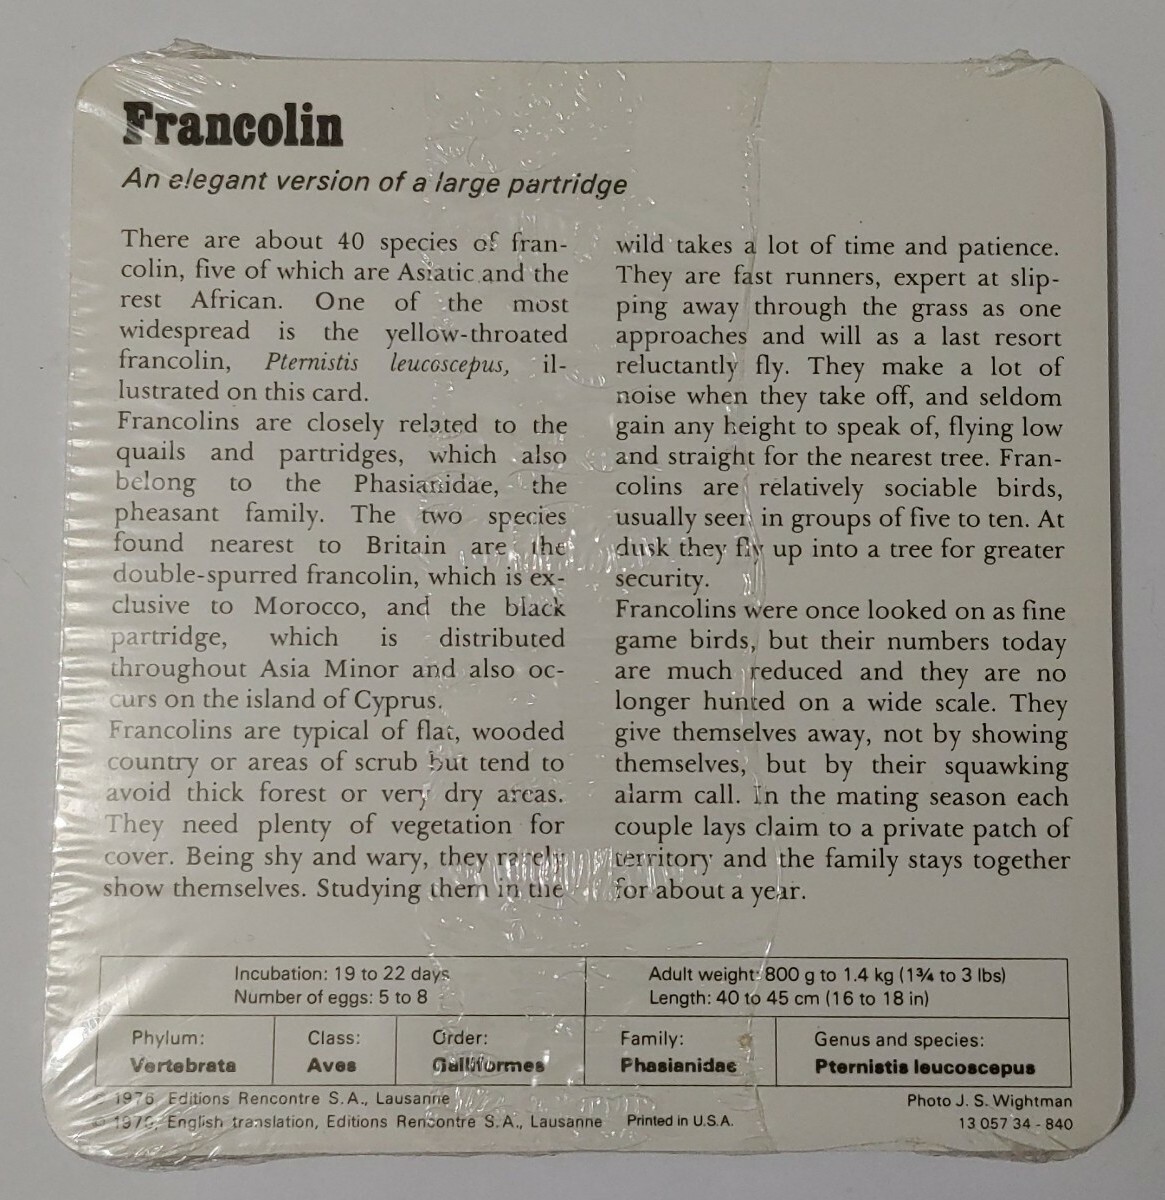 Francolin
An elegant version of a large partridge
There are about 40 species of fran-
colin, five of which are Asiatic and the
rest African. One of the most
widespread is the yellow-throated
francolin, Pternistis leucoscepus, il-
lustrated on this card.
Francolins are closely related to the
quails and partridges, which also
belong to the Phasianidae, the
pheasant family. The two species
found nearest to Britain are the
double-spurred francolin, which is ex-
clusive to Morocco, and the black
partridge, which is distributed
throughout Asia Minor and also oc-
curs on the island of Cyprus.
Francolins are typical of flat, wooded
country or areas of scrub but tend to
avoid thick forest or very dry areas.
They need plenty of vegetation for
cover. Being shy and wary, they rarely
show themselves. Studying them in the
wild takes a lot of time and patience.
They are fast runners, expert at slip-
ping away through the grass as one
approaches and will as a last resort
reluctantly fly. They make a lot of
noise when they take off, and seldom
gain any height to speak of, flying low
and straight for the nearest tree. Fran-
colins are relatively sociable birds,
usually seen in groups of five to ten. At
dusk they fly up into a tree for greater
security.
Francolins were once looked on as fine
game birds, but their numbers today
are much reduced and they are no
longer hunted on a wide scale. They
give themselves away, not by showing
themselves, but by their squawking
alarm call. In the mating season each
couple lays claim to a private patch of
territory and the family stays together
for about a year.
Incubation: 19 to 22 days
Number of eggs: 5 to 8
Adult weight: 800 g to 1.4 kg (1¾ to 3 lbs)
Length: 40 to 45 cm (16 to 18 in)
Phylum:
Vertebrata
Class:
Aves
Order:
Galliformes
Family:
Phasianidae
Genus and species:
Pternistis leucoscepus
© 1976 Editions Rencontre S.A., Lausanne
© English translation, Editions Rencontre S.A., Lausanne
Printed in U.S.A.
Photo J. S. Wightman
13 057 34 - 840